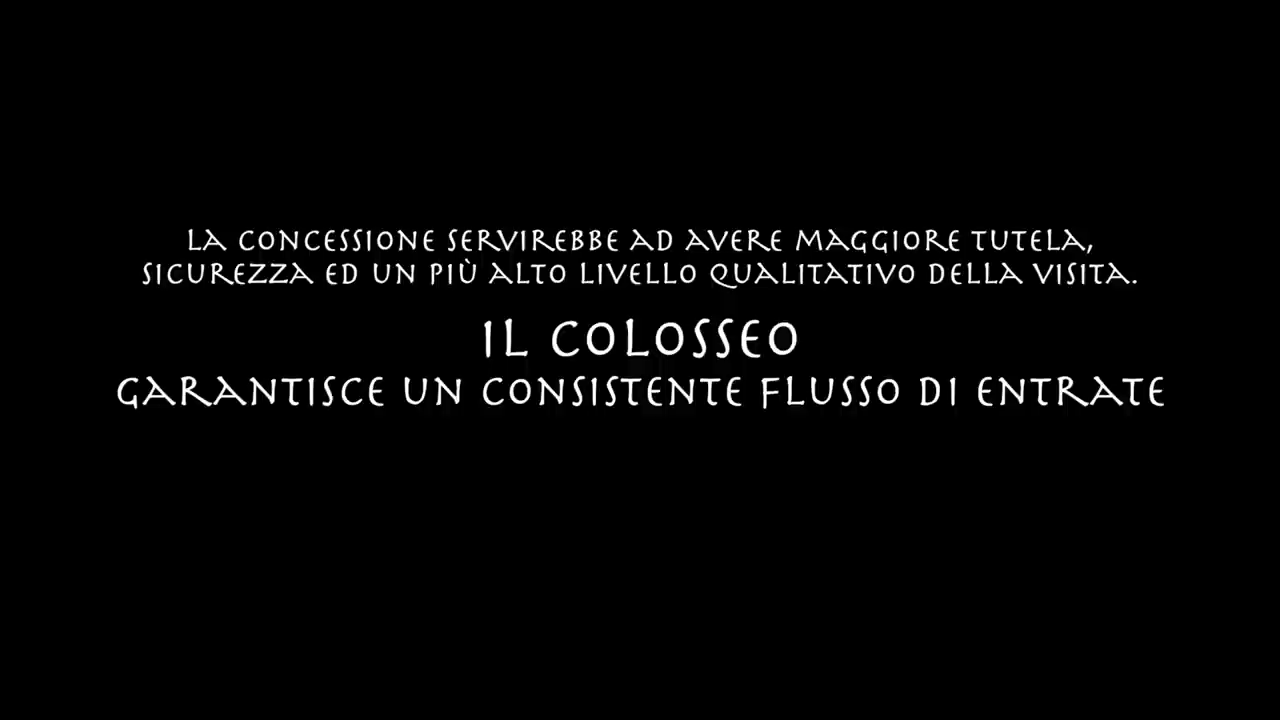 LA CONCESSIONE SERVIREBBE AD AVERE MAGGIORE TUTELA,
SICUREZZA ED UN PIÙ ALTO LIVELLO QUALITATIVO DELLA VISITA.
IL COLOSSEO
GARANTISCE UN CONSISTENTE FLUSSO DI ENTRATE